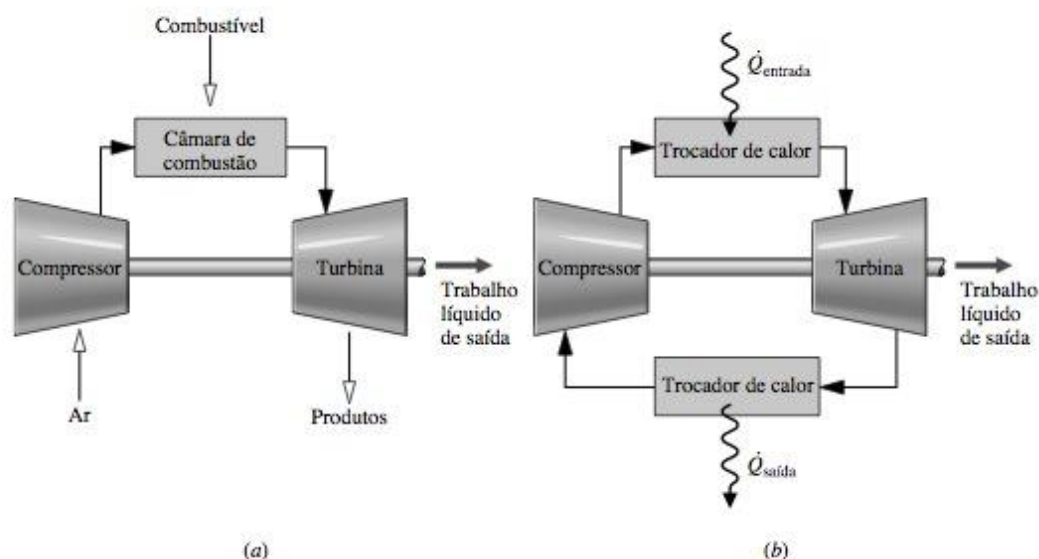 Combustível
Câmara de
combustão
Compressor
Turbina
Trabalho
líquido
de saída
Ar
Produtos
(a)
Q̇entrada
Trocador de calor
Compressor
Turbina
Trabalho
líquido
de saída
Trocador de calor
Q̇saída
(b)